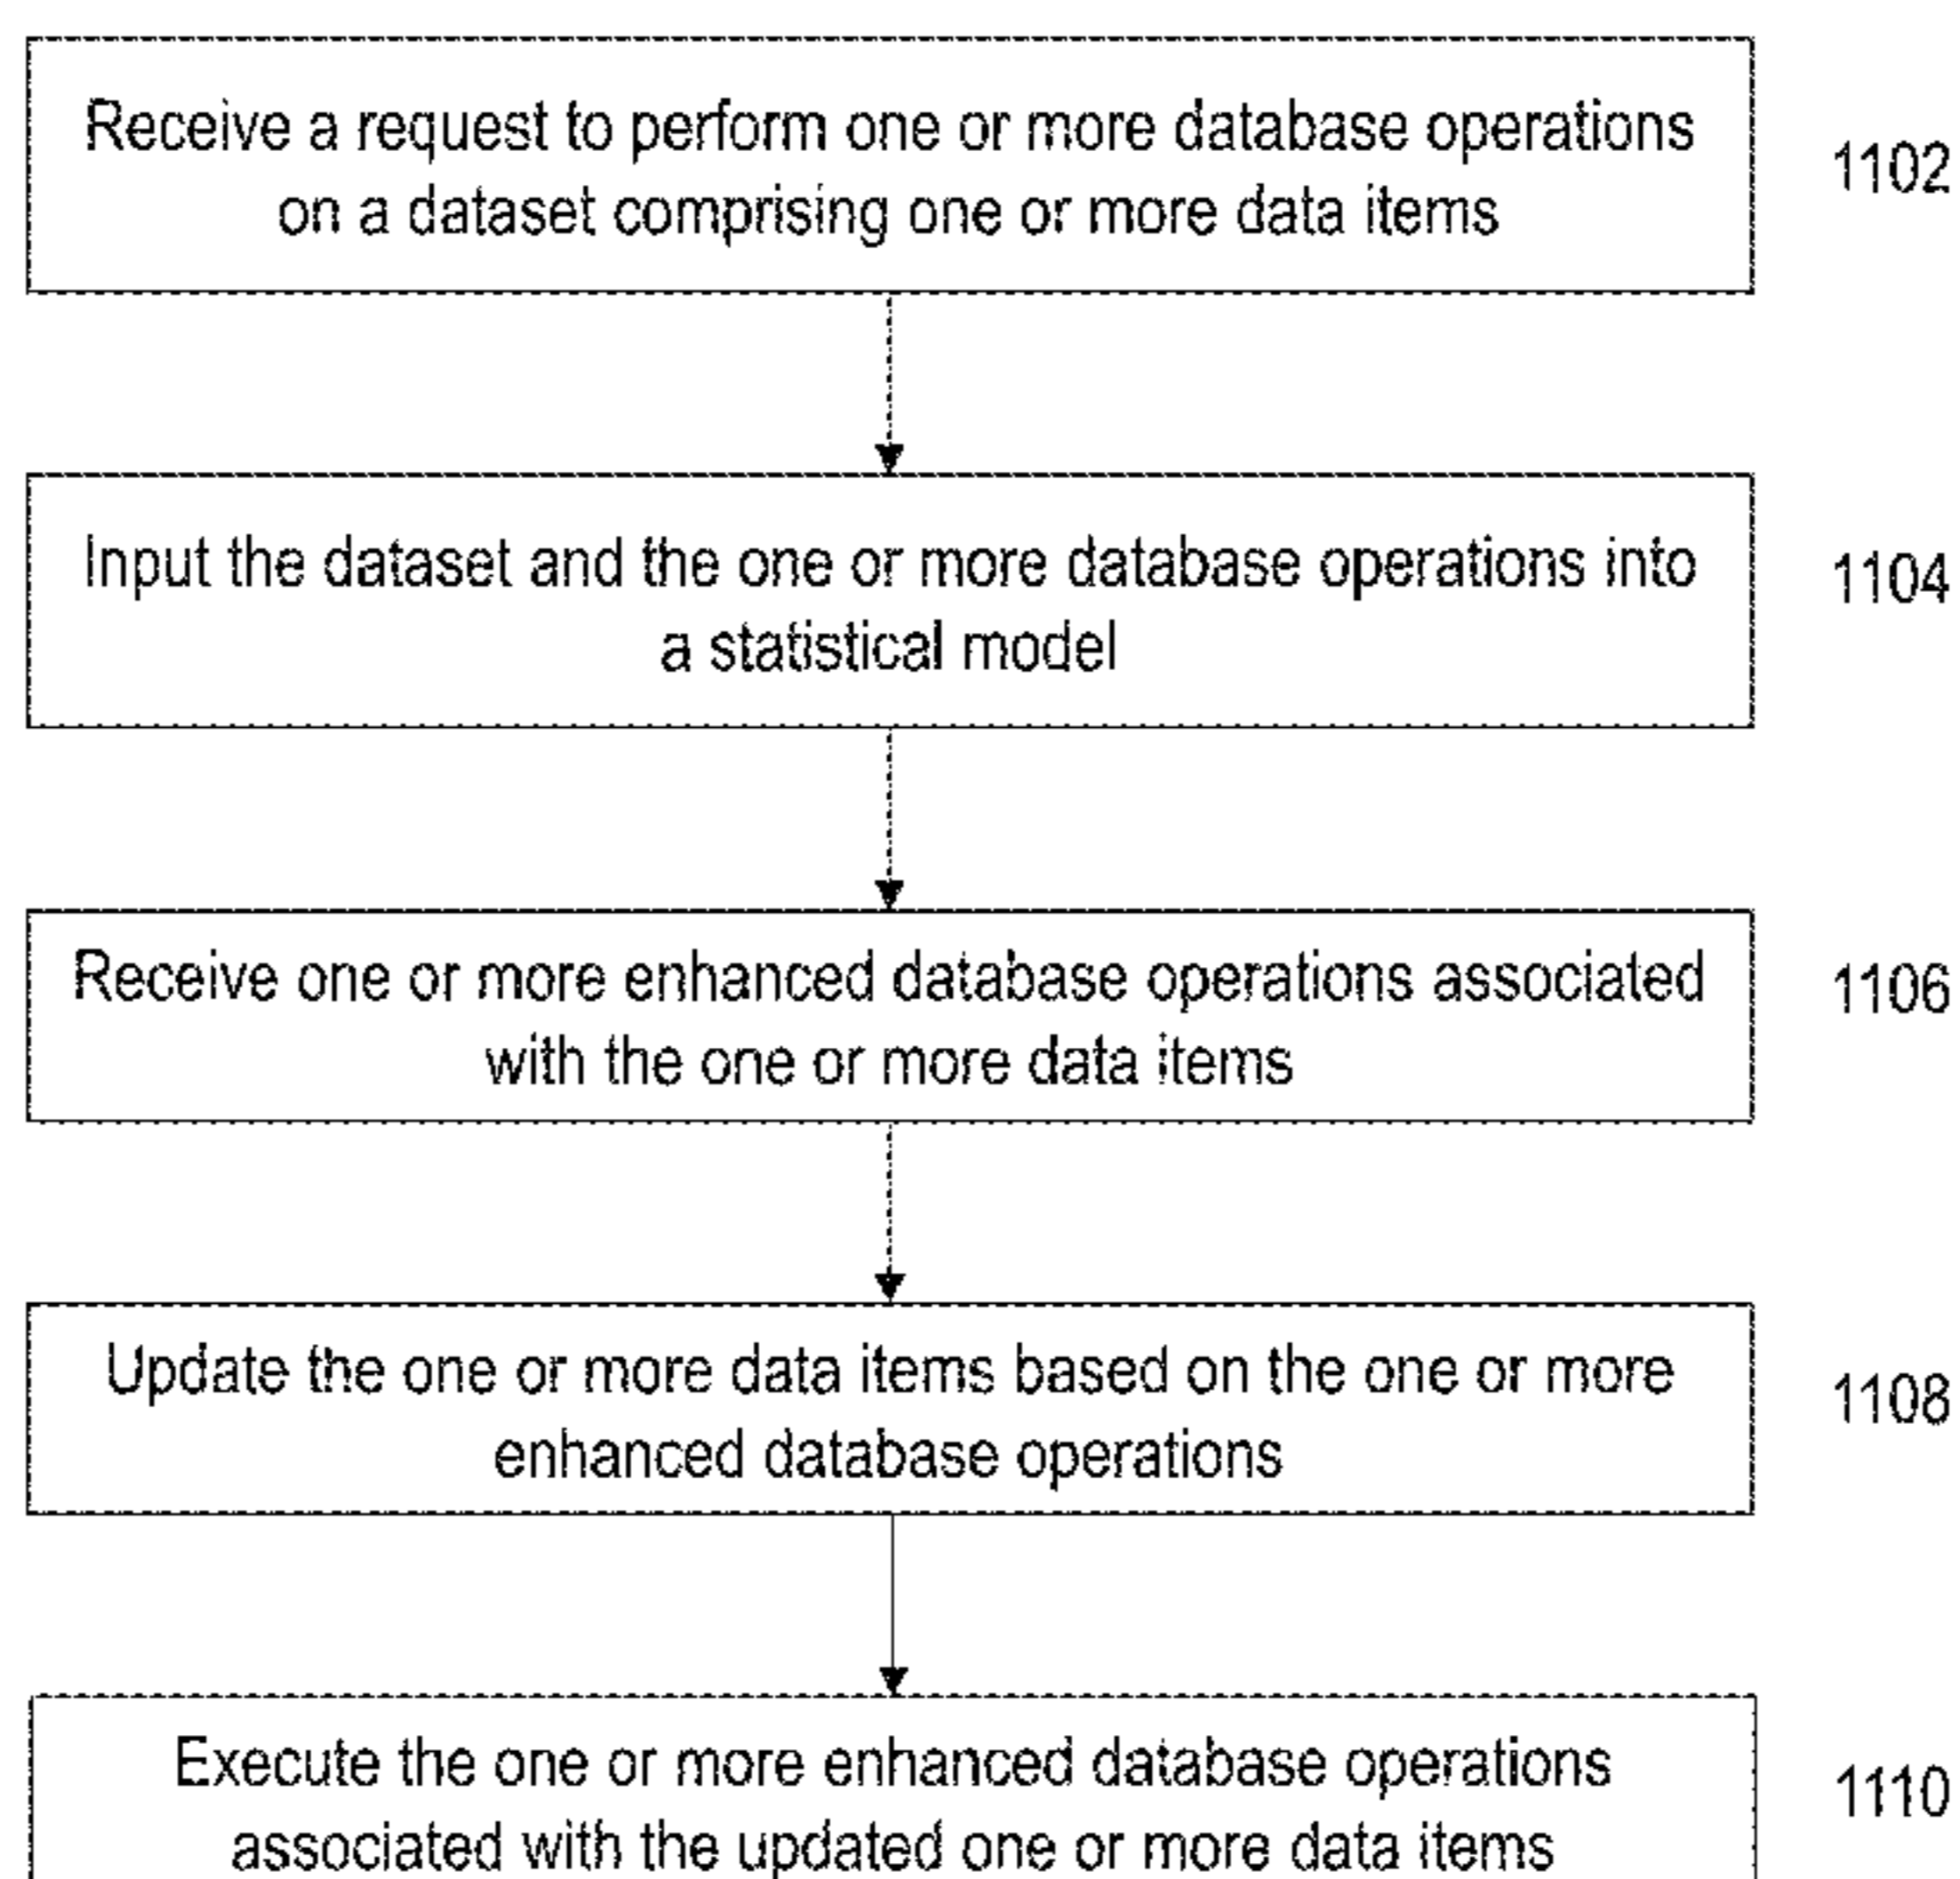 Receive a request to perform one or more database operations
on a dataset comprising one or more data items
1102
Input the dataset and the one or more database operations into
a statistical model
1104
Receive one or more enhanced database operations associated
with the one or more data items
1106
Update the one or more data items based on the one or more
enhanced database operations
1108
Execute the one or more enhanced database operations
associated with the updated one or more data items
1110